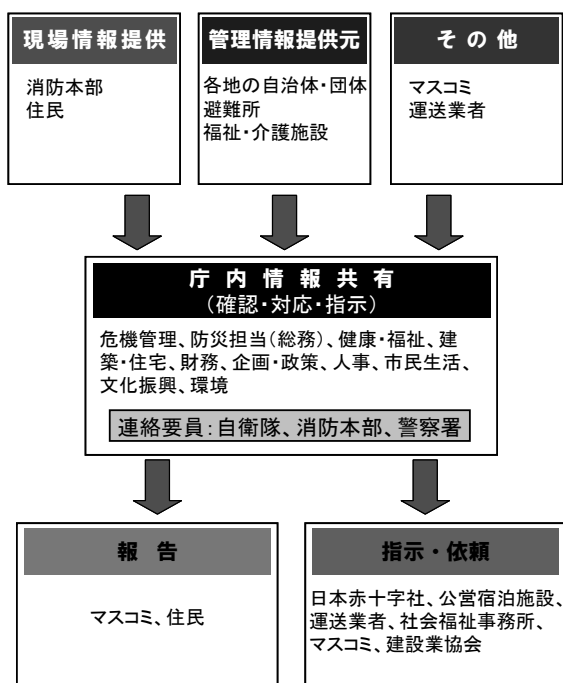 現場情報提供
消防本部
住民
管理情報提供元
各地の自治体・団体
避難所
福祉・介護施設
その他
マスコミ
運送業者
庁内情報共有
（確認・対応・指示）
危機管理、防災担当（総務）、健康・福祉、建
築・住宅、財務、企画・政策、人事、市民生活、
文化振興、環境
連絡要員：自衛隊、消防本部、警察署
報告
マスコミ、住民
指示・依頼
日本赤十字社、公営宿泊施設、
運送業者、社会福祉事務所、
マスコミ、建設業協会